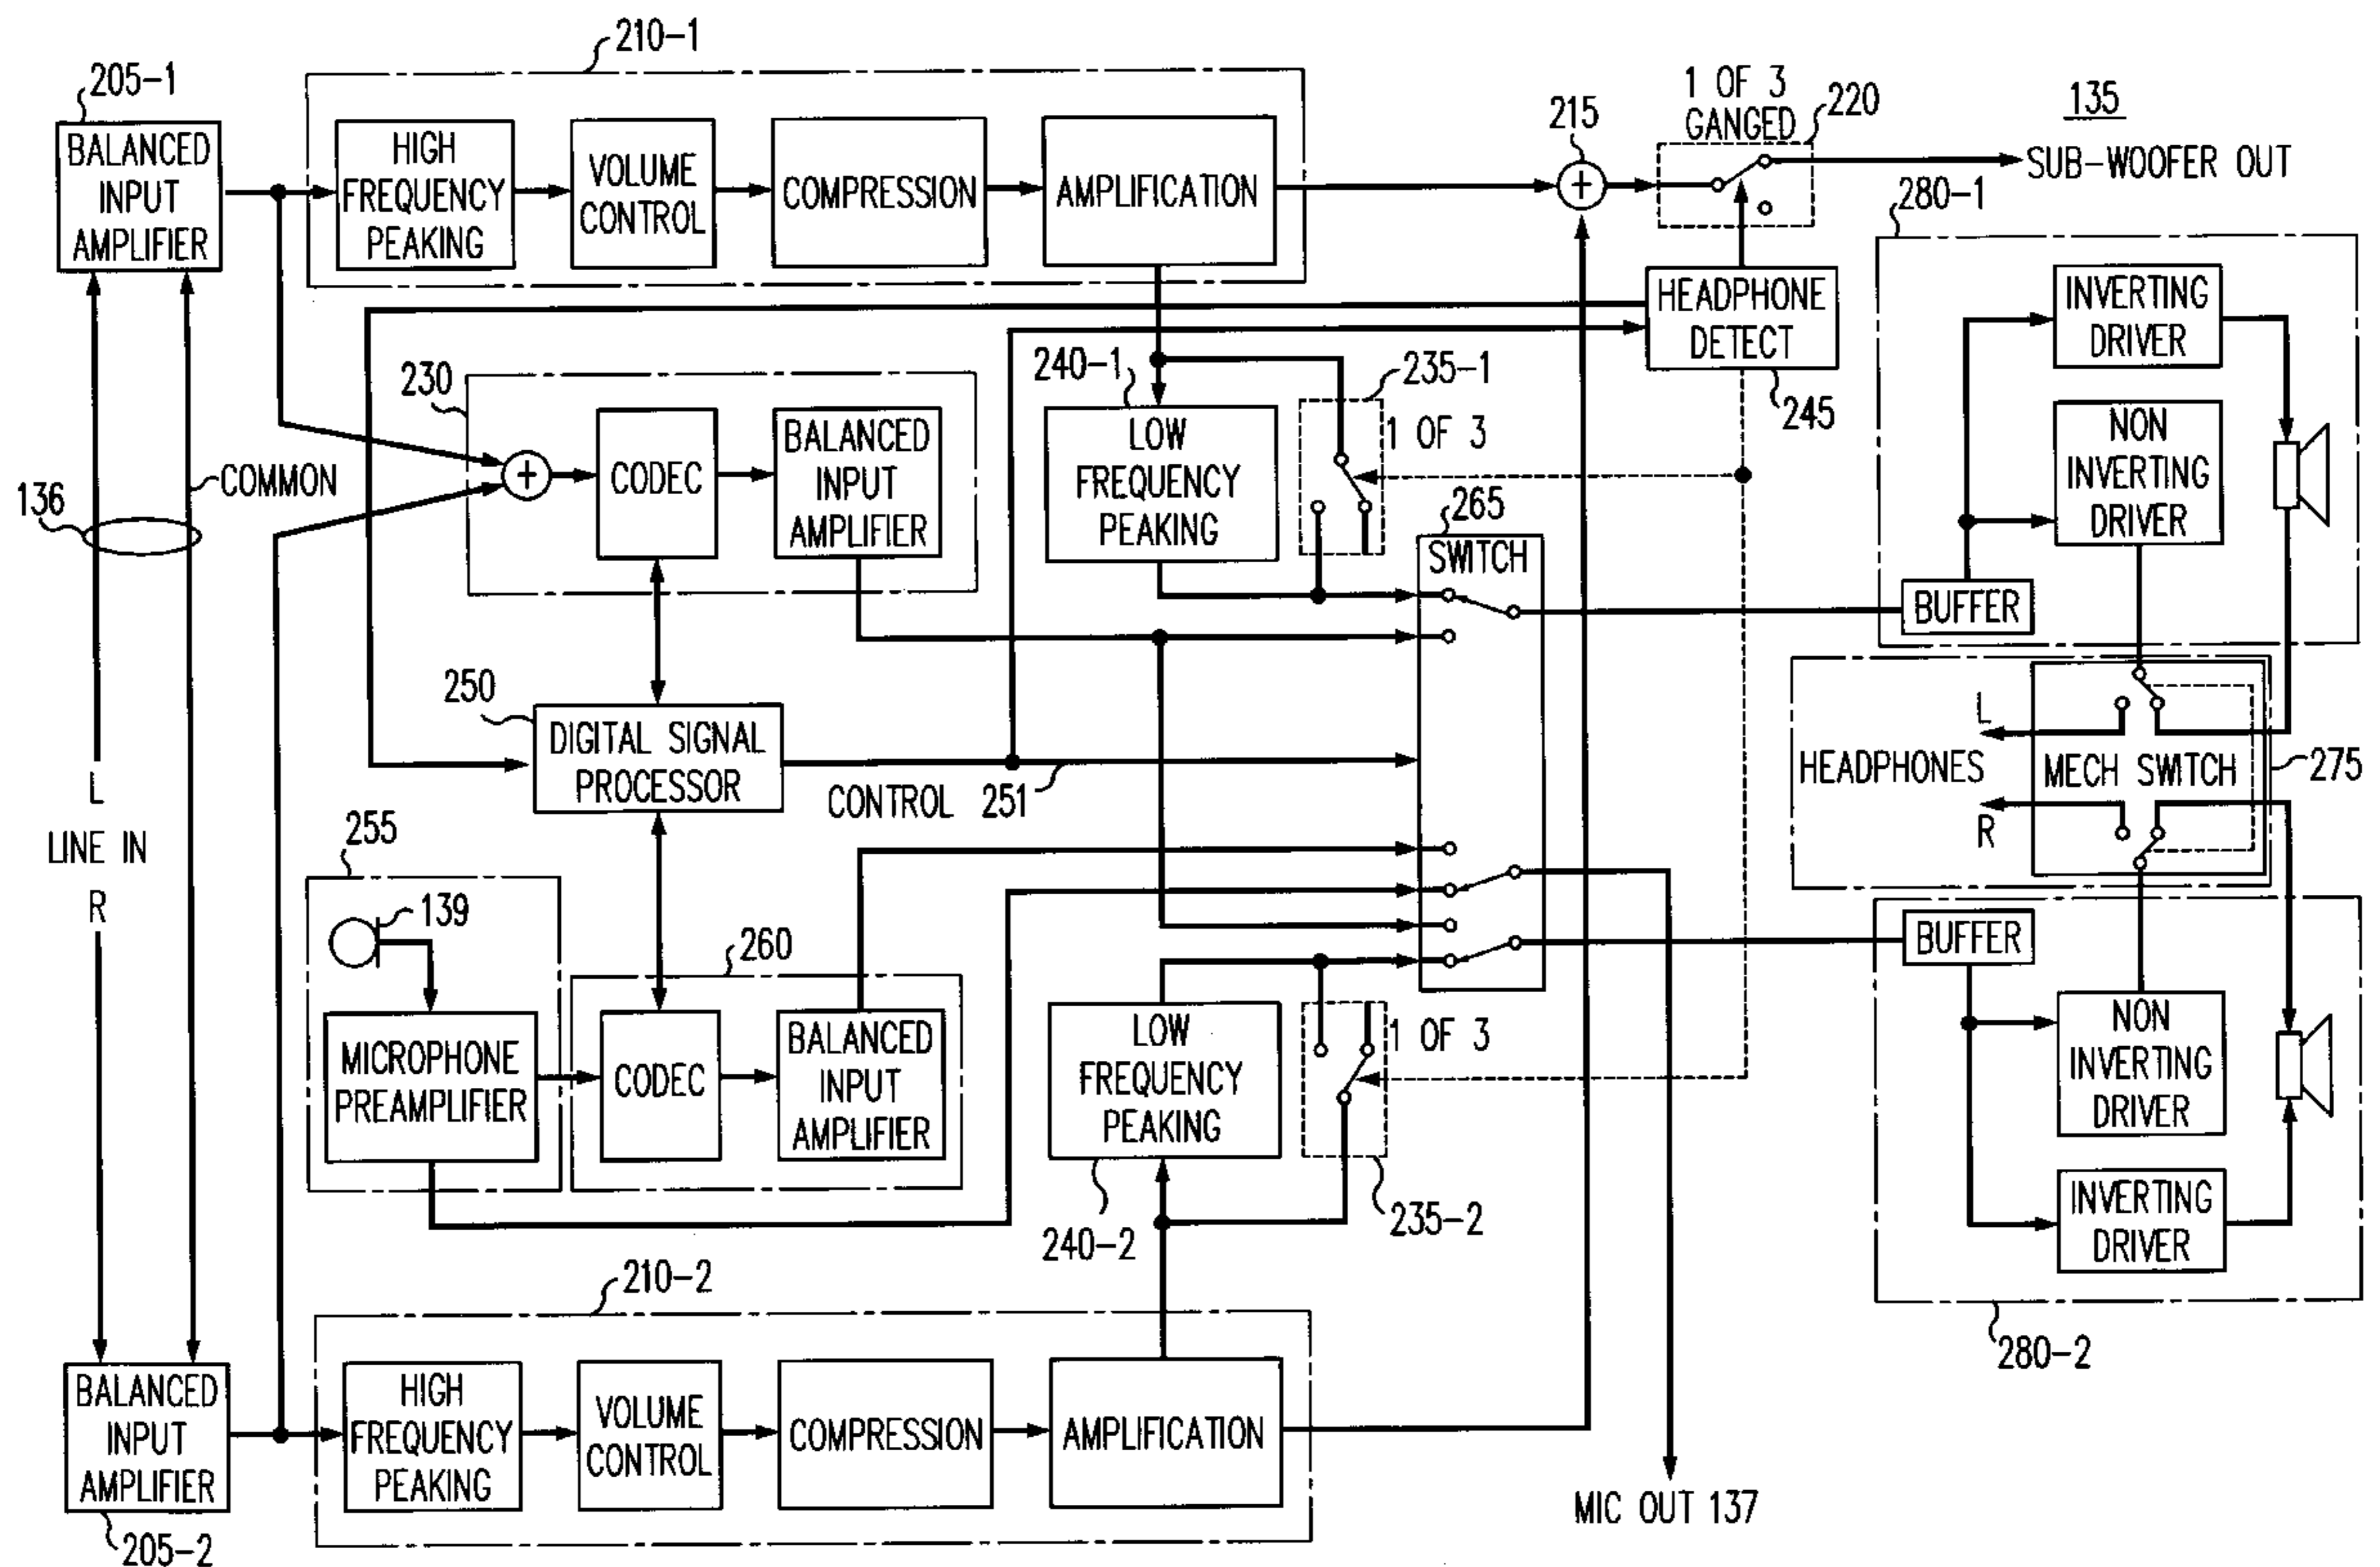 210-1
205-1
BALANCED
INPUT
AMPLIFIER
HIGH
FREQUENCY
PEAKING
VOLUME
CONTROL
COMPRESSION
AMPLIFICATION
215
+
1 OF 3
GANGED
220
135
SUB-WOOFER OUT
280-1
INVERTING
DRIVER
NON
INVERTING
DRIVER
BUFFER
HEADPHONE
DETECT
245
240-1
235-1
1 OF 3
LOW
FREQUENCY
PEAKING
230
+
CODEC
BALANCED
INPUT
AMPLIFIER
COMMON
136
265
SWITCH
250
DIGITAL SIGNAL
PROCESSOR
CONTROL 251
L
HEADPHONES
R
MECH SWITCH
275
L
LINE IN
R
255
139
MICROPHONE
PREAMPLIFIER
260
CODEC
BALANCED
INPUT
AMPLIFIER
LOW
FREQUENCY
PEAKING
1 OF 3
240-2
235-2
BUFFER
NON
INVERTING
DRIVER
INVERTING
DRIVER
280-2
210-2
BALANCED
INPUT
AMPLIFIER
205-2
HIGH
FREQUENCY
PEAKING
VOLUME
CONTROL
COMPRESSION
AMPLIFICATION
MIC OUT 137